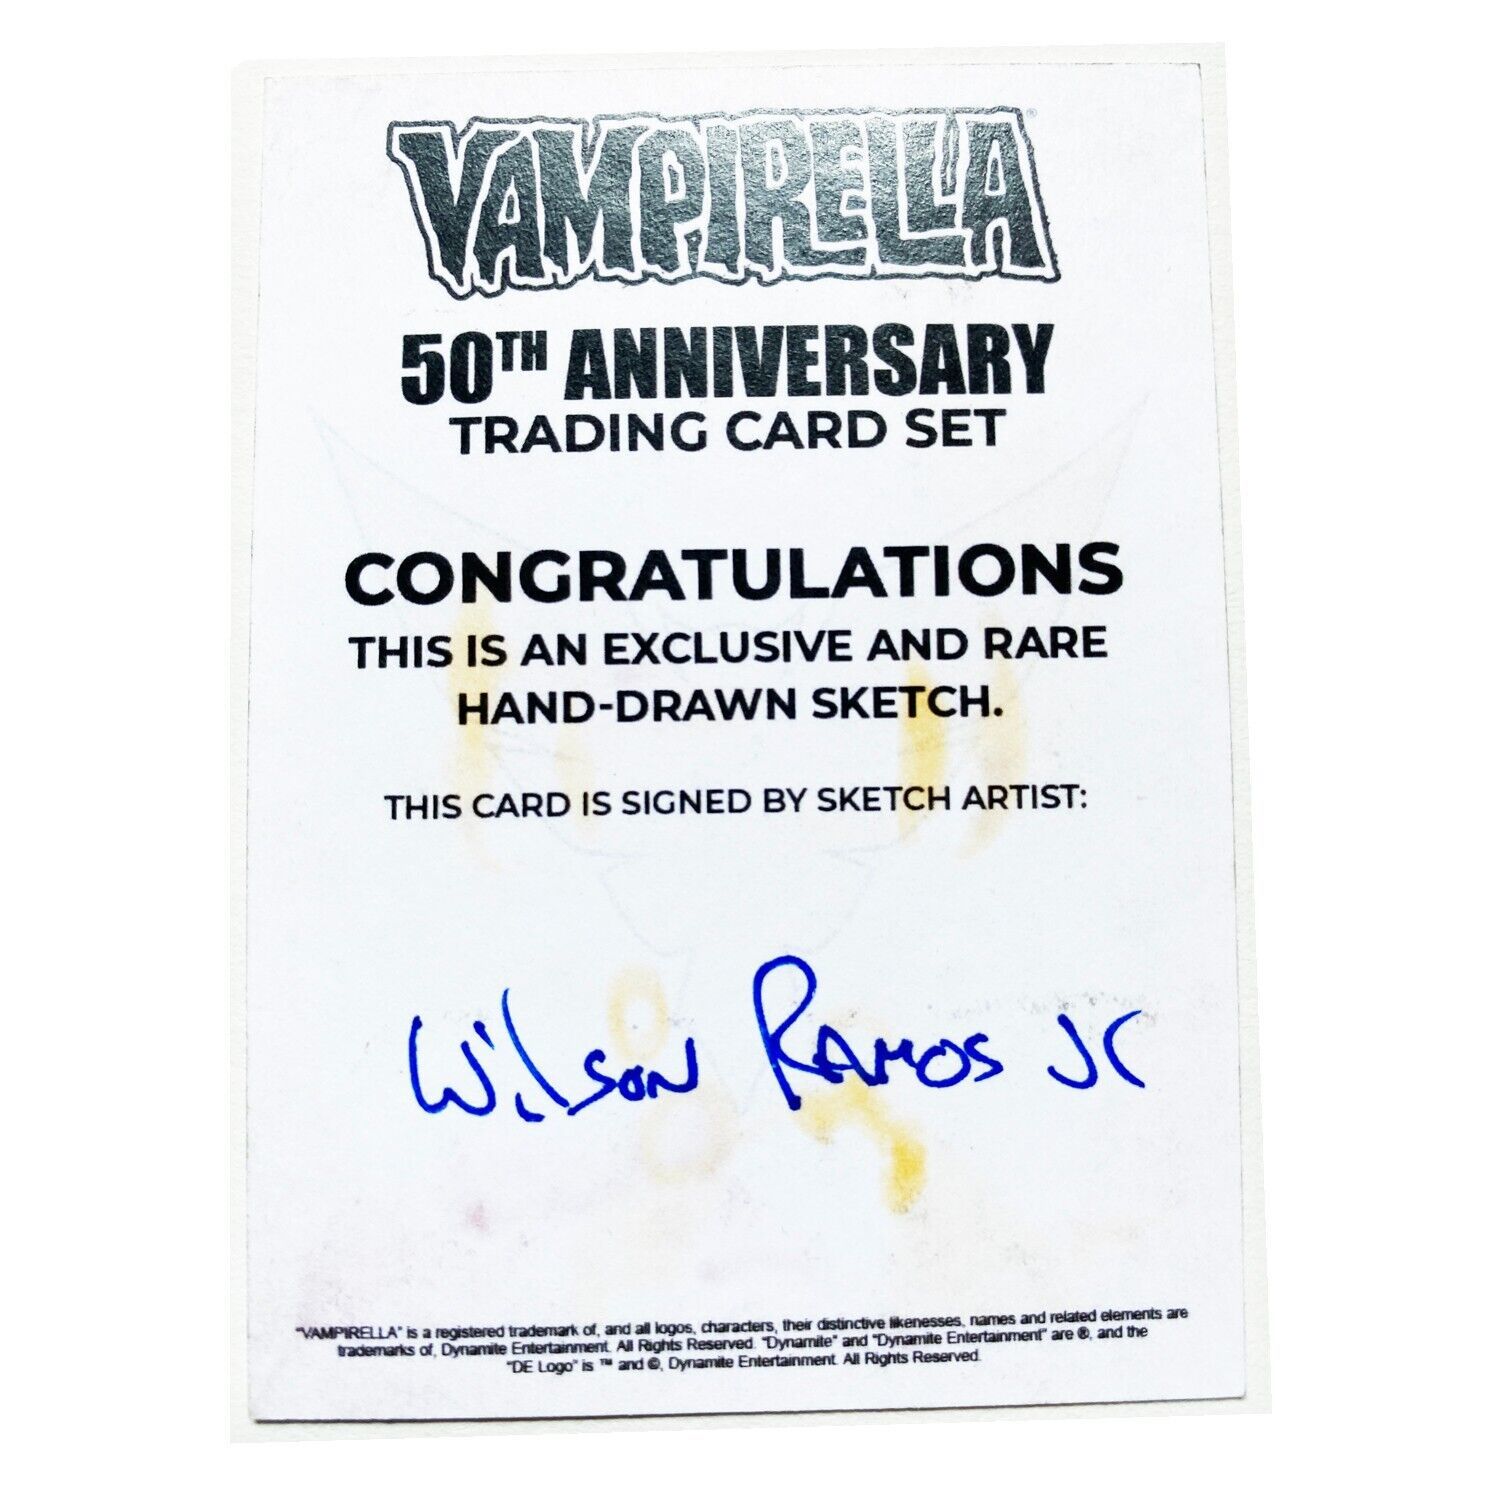 VAMPIRELLA®
50TH ANNIVERSARY
TRADING CARD SET
CONGRATULATIONS
THIS IS AN EXCLUSIVE AND RARE
HAND-DRAWN SKETCH.
THIS CARD IS SIGNED BY SKETCH ARTIST:
Wilson Ramos Jr
"VAMPIRELLA" is a registered trademark of, and all logos, characters, their distinctive likenesses, names and related elements are
trademarks of, Dynamite Entertainment. All Rights Reserved. "Dynamite" and "Dynamite Entertainment" are ®, and the
"DE Logo" is ™ and ©, Dynamite Entertainment. All Rights Reserved.